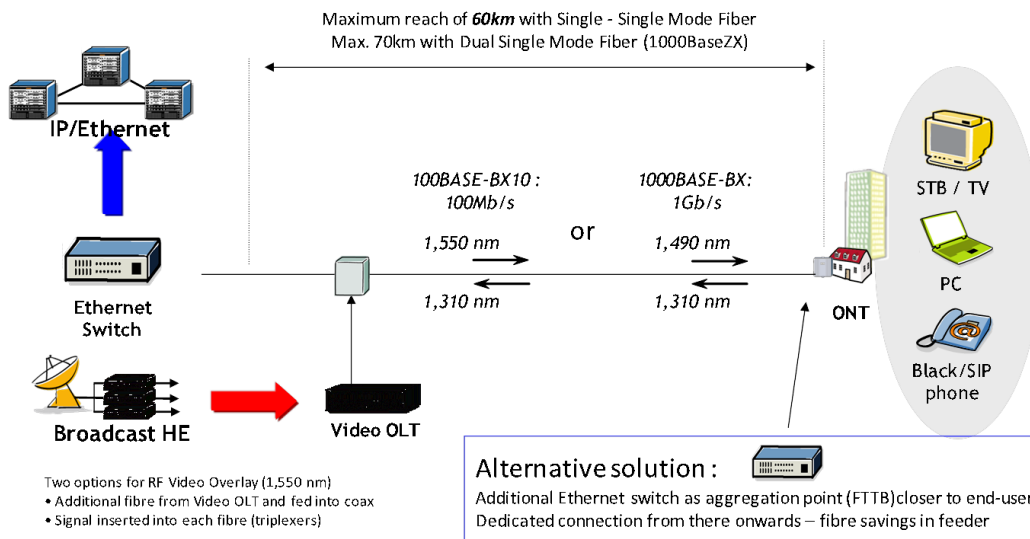 Maximum reach of 60km with Single - Single Mode Fiber
Max. 70km with Dual Single Mode Fiber (1000BaseZX)
IP/Ethernet
100BASE-BX10 :
100Mb/s
1000BASE-BX:
1Gb/s
or
1,550 nm
1,490 nm
1,310 nm
1,310 nm
STB / TV
PC
ONT
Black/SIP
phone
Ethernet
Switch
Broadcast HE
Video OLT
Two options for RF Video Overlay (1,550 nm)
• Additional fibre from Video OLT and fed into coax
• Signal inserted into each fibre (triplexers)
Alternative solution :
Additional Ethernet switch as aggregation point (FTTB)closer to end-user
Dedicated connection from there onwards – fibre savings in feeder